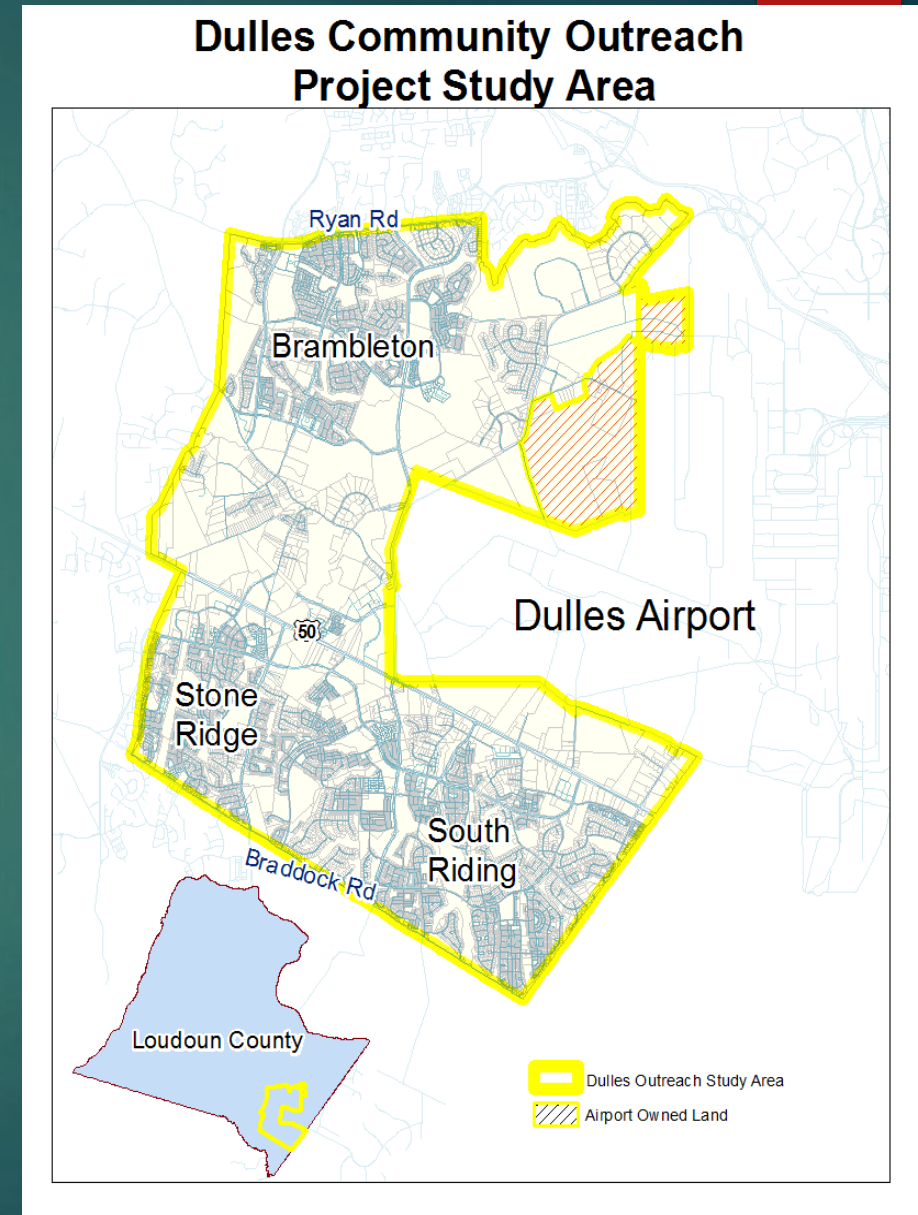 Dulles Community Outreach
Project Study Area
Ryan Rd
Brambleton
Dulles Airport
50
Stone
Ridge
South
Riding
Braddock Rd
Loudoun County
Dulles Outreach Study Area
Airport Owned Land